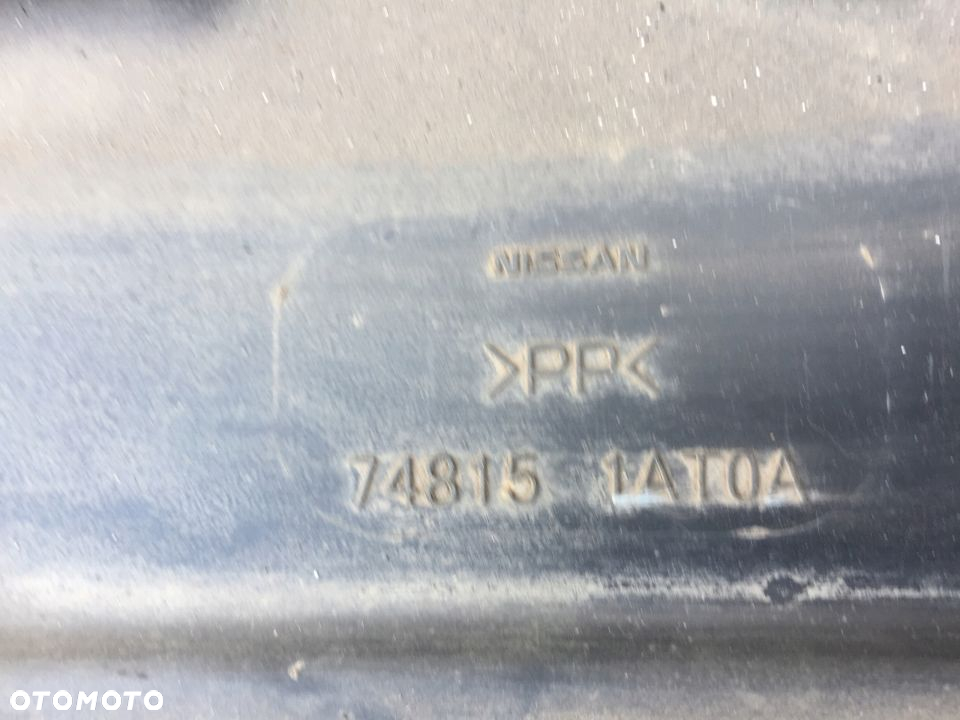 NISSAN
>PP<
74815 1AT0A
OTOMOTO